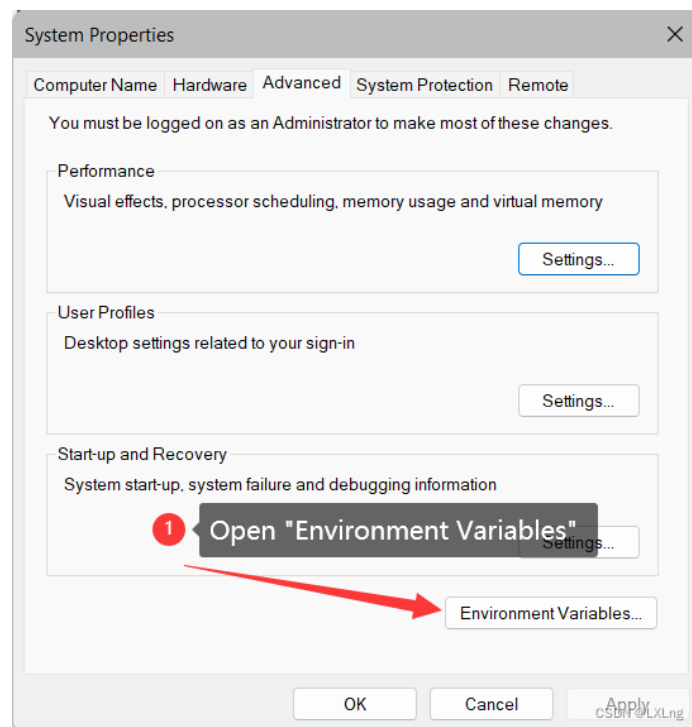 System Properties
Computer Name Hardware Advanced System Protection Remote
You must be logged on as an Administrator to make most of these changes.
Performance
Visual effects, processor scheduling, memory usage and virtual memory
Settings...
User Profiles
Desktop settings related to your sign-in
Settings...
Start-up and Recovery
System start-up, system failure and debugging information
1 Open "Environment Variables"
Settings...
Environment Variables...
OK Cancel Apply
CSDN @LXLng